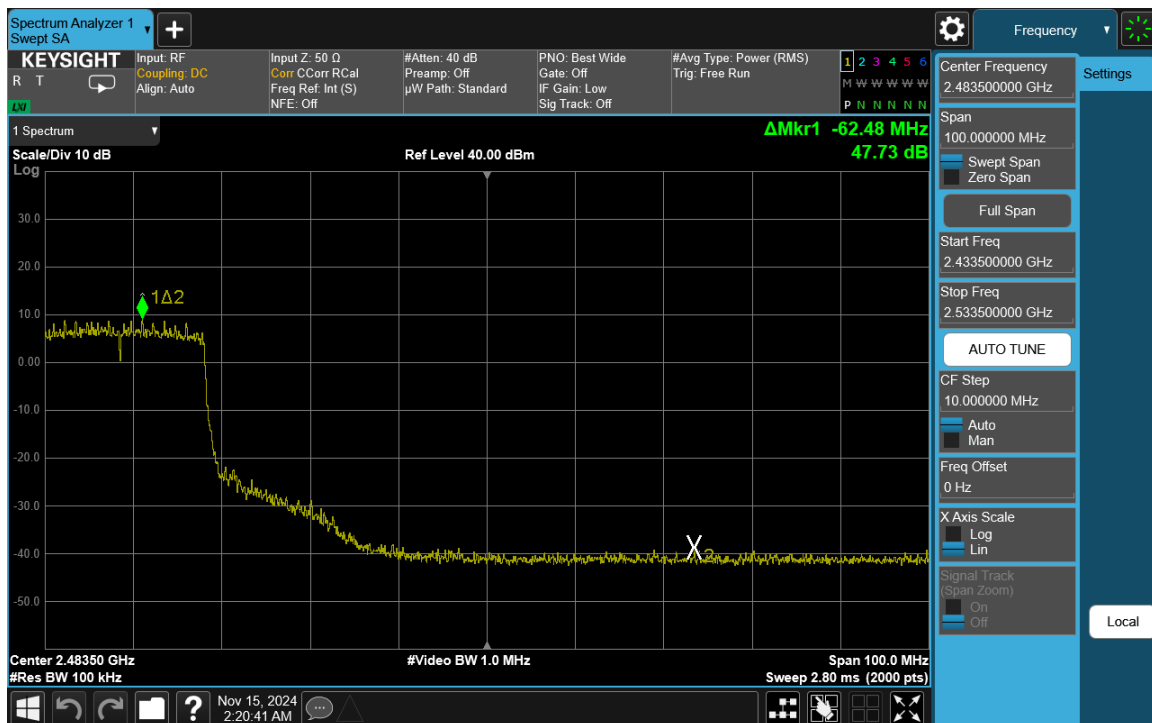 Spectrum Analyzer 1
Swept SA
Frequency
KEYSIGHT
R T
LXI
Input: RF
Coupling: DC
Align: Auto
Input Z: 50 Ω
Corr CCorr RCal
Freq Ref: Int (S)
NFE: Off
#Atten: 40 dB
Preamp: Off
µW Path: Standard
PNO: Best Wide
Gate: Off
IF Gain: Low
Sig Track: Off
#Avg Type: Power (RMS)
Trig: Free Run
1 2 3 4 5 6
M W W W W W
P N N N N N
1 Spectrum
Scale/Div 10 dB
Ref Level 40.00 dBm
ΔMkr1 -62.48 MHz
47.73 dB
Log
30.0
20.0
10.0
0.00
-10.0
-20.0
-30.0
-40.0
-50.0
1Δ2
X2
Center 2.48350 GHz
#Res BW 100 kHz
#Video BW 1.0 MHz
Span 100.0 MHz
Sweep 2.80 ms (2000 pts)
Nov 15, 2024
2:20:41 AM
?
Center Frequency
2.483500000 GHz
Span
100.000000 MHz
Swept Span
Zero Span
Full Span
Start Freq
2.433500000 GHz
Stop Freq
2.533500000 GHz
AUTO TUNE
CF Step
10.000000 MHz
Auto
Man
Freq Offset
0 Hz
X Axis Scale
Log
Lin
Signal Track
(Span Zoom)
On
Off
Settings
Local